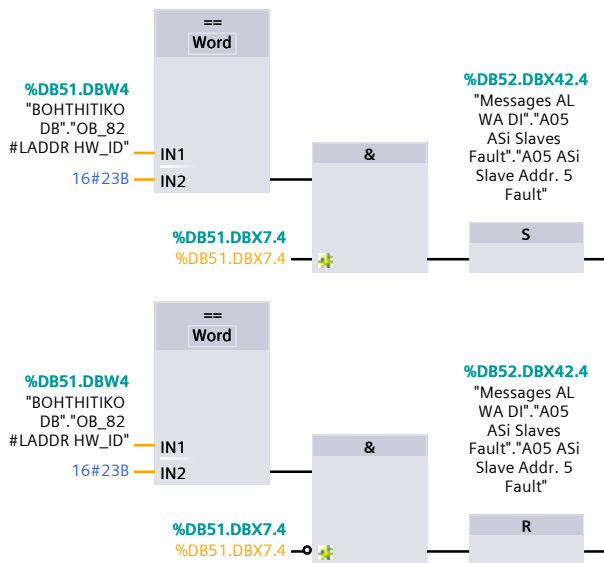 ==
Word
%DB51.DBW4
"BOHTHITIKO
DB"."OB_82
#LADDR HW_ID"
IN1
16#23B
IN2
&
%DB51.DBX7.4
%DB51.DBX7.4
%DB52.DBX42.4
"Messages AL
WA DI"."A05
ASi Slaves
Fault"."A05 ASi
Slave Addr. 5
Fault"
S
==
Word
%DB51.DBW4
"BOHTHITIKO
DB"."OB_82
#LADDR HW_ID"
IN1
16#23B
IN2
&
%DB51.DBX7.4
%DB51.DBX7.4
%DB52.DBX42.4
"Messages AL
WA DI"."A05
ASi Slaves
Fault"."A05 ASi
Slave Addr. 5
Fault"
R